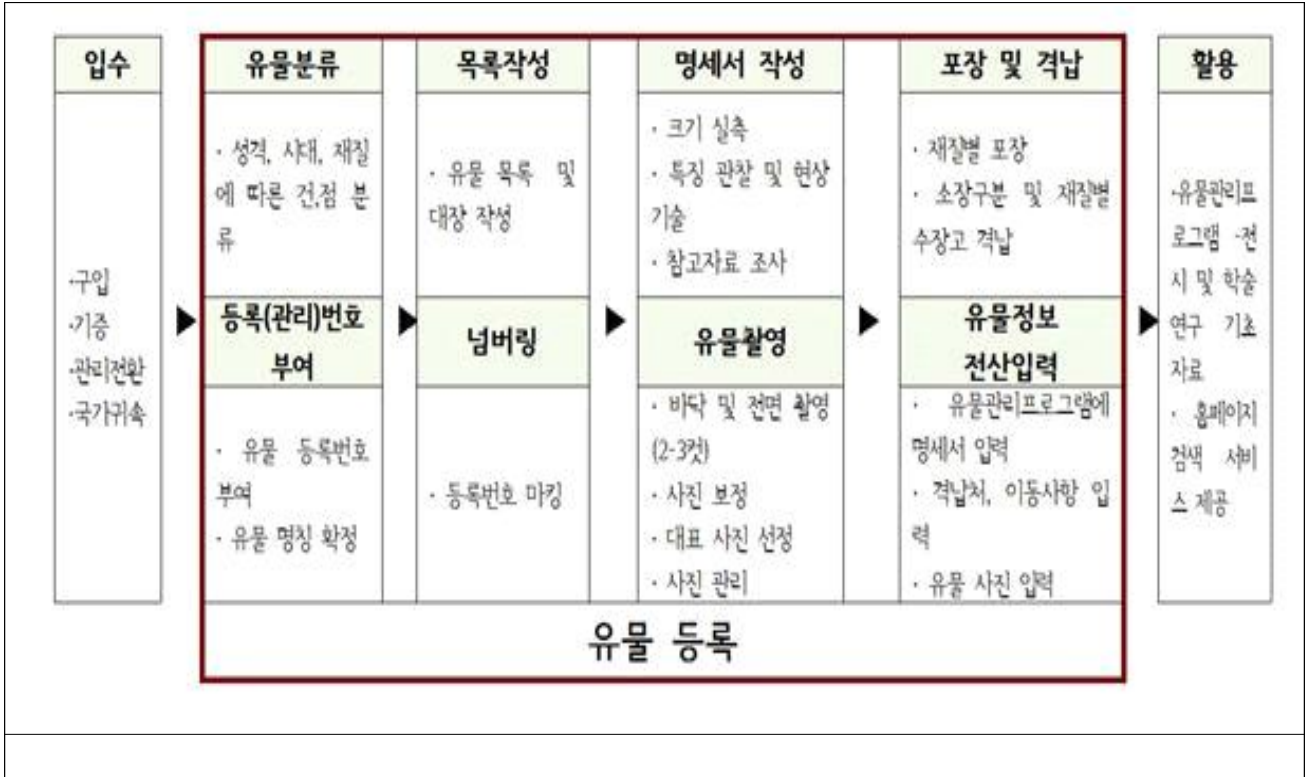 입수
·구입
·기증
·관리전환
·국가귀속
유물분류
· 성격, 시대, 재질
에 따른 건,점 분
류
등록(관리)번호
부여
· 유물 등록번호
부여
· 유물 명칭 확정
목록작성
· 유물 목록 및
대장 작성
넘버링
· 등록번호 마킹
명세서 작성
· 크기 실측
· 특징 관찰 및 현상
기술
· 참고자료 조사
유물촬영
· 바닥 및 전면 촬영
(2-3컷)
· 사진 보정
· 대표 사진 선정
· 사진 관리
포장 및 격납
· 재질별 포장
· 소장구분 및 재질별
수장고 격납
유물정보
전산입력
· 유물관리프로그램에
명세서 입력
· 격납처, 이동사항 입
력
· 유물 사진 입력
활용
·유물관리프
로그램 -전
시 및 학술
연구 기초
자료
· 홈페이지
검색 서비
스 제공
유물 등록